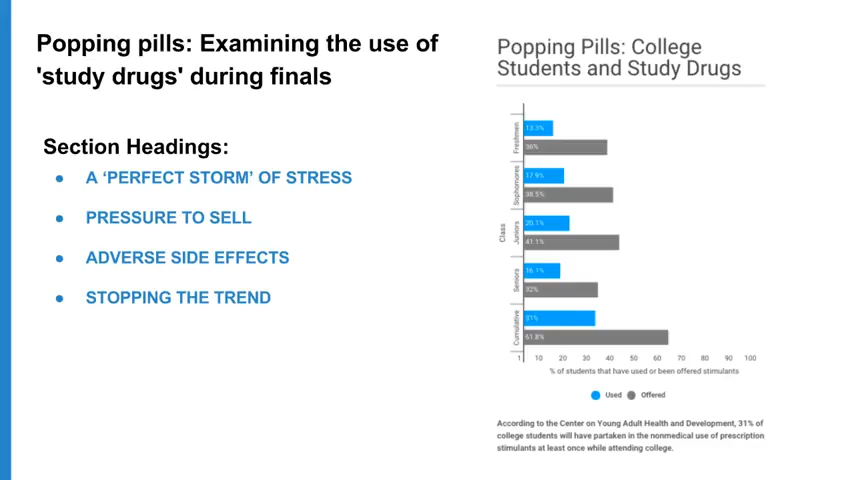 Popping pills: Examining the use of
'study drugs' during finals
Section Headings:
● A ‘PERFECT STORM’ OF STRESS
● PRESSURE TO SELL
● ADVERSE SIDE EFFECTS
● STOPPING THE TREND
Popping Pills: College
Students and Study Drugs
Class
Freshmen
13.3%
36%
Sophomores
17.9%
38.5%
Juniors
20.1%
41.1%
Seniors
16.1%
32%
Cumulative
31%
61.8%
1 10 20 30 40 50 60 70 80 90 100
% of students that have used or been offered stimulants
Used Offered
According to the Center on Young Adult Health and Development, 31% of
college students will have partaken in the nonmedical use of prescription
stimulants at least once while attending college.